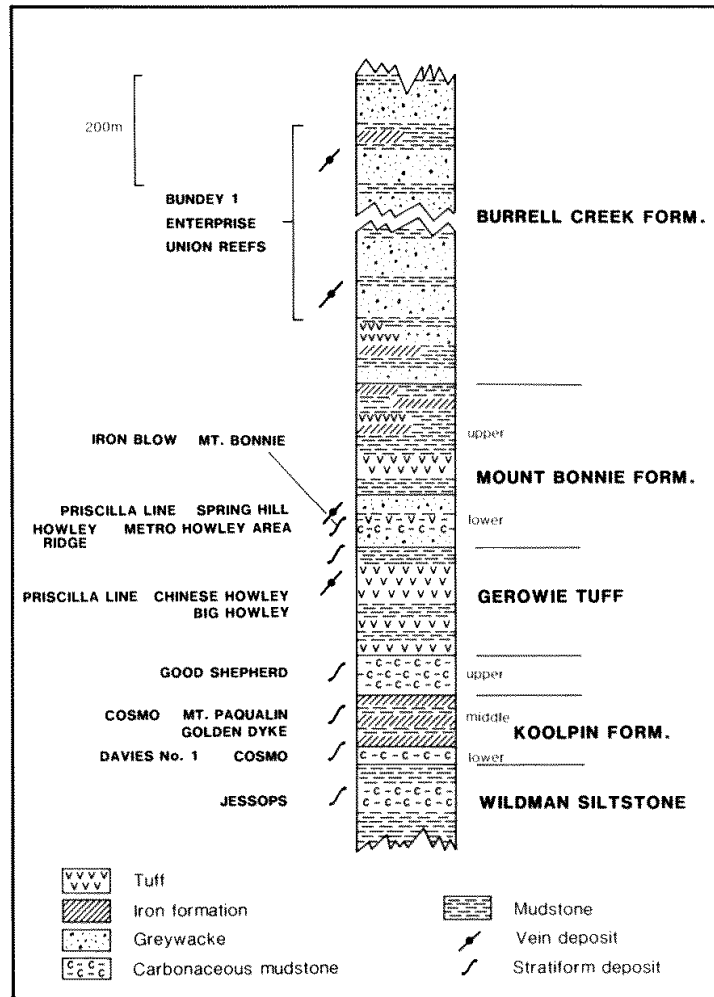 200m
BUNDEY 1
ENTERPRISE
UNION REEFS
BURRELL CREEK FORM.
IRON BLOW MT. BONNIE
upper
MOUNT BONNIE FORM.
PRISCILLA LINE SPRING HILL
HOWLEY METRO HOWLEY AREA
RIDGE
lower
PRISCILLA LINE CHINESE HOWLEY
BIG HOWLEY
GEROWIE TUFF
GOOD SHEPHERD
upper
COSMO MT. PAQUALIN
GOLDEN DYKE
middle
KOOLPIN FORM.
DAVIES No. 1 COSMO
lower
JESSOPS
WILDMAN SILTSTONE
Tuff
Iron formation
Greywacke
Carbonaceous mudstone
Mudstone
Vein deposit
Stratiform deposit